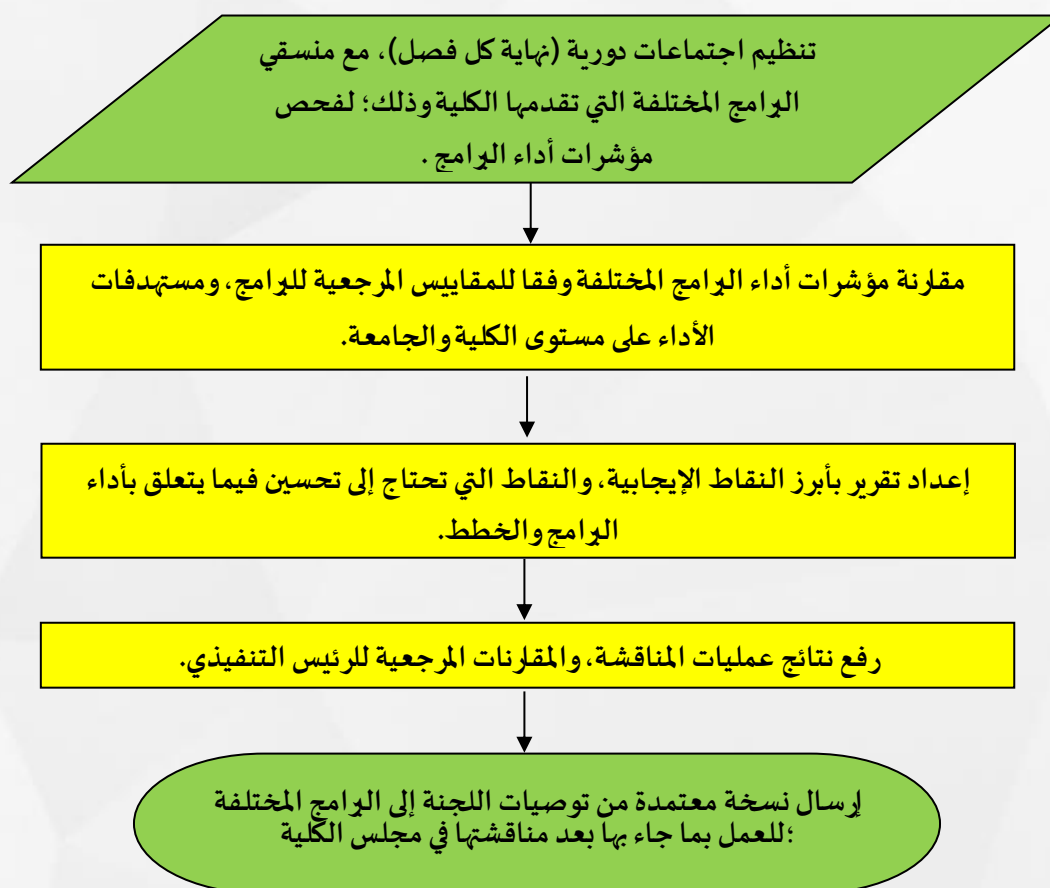 تنظيم اجتماعات دورية (نهاية كل فصل)، مع منسقي
البرامج المختلفة التي تقدمها الكلية وذلك؛ لفحص
مؤشرات أداء البرامج .
مقارنة مؤشرات أداء البرامج المختلفة وفقا للمقاييس المرجعية للبرامج، ومستهدفات
الأداء على مستوى الكلية والجامعة.
إعداد تقرير بأبرز النقاط الإيجابية، والنقاط التي تحتاج إلى تحسين فيما يتعلق بأداء
البرامج والخطط.
رفع نتائج عمليات المناقشة، والمقارنات المرجعية للرئيس التنفيذي.
إرسال نسخة معتمدة من توصيات اللجنة إلى البرامج المختلفة
؛للعمل بما جاء بها بعد مناقشتها في مجلس الكلية